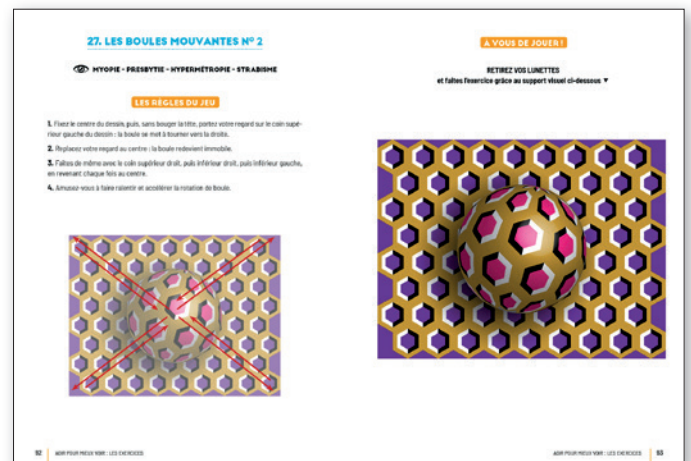 27. LES BOULES MOUVANTES Nº 2
MYOPIE - PRESBYTIE - HYPERMÉTROPIE - STRABISME
LES RÈGLES DU JEU
1. Fixez le centre du dessin, puis, sans bouger la tête, portez votre regard sur le coin supé-
rieur gauche du dessin : la boule se met à tourner vers la droite.
2. Replacez votre regard au centre : la boule redevient immobile.
3. Faites de même avec le coin supérieur droit, puis inférieur droit, puis inférieur gauche,
en revenant chaque fois au centre.
4. Amusez-vous à faire ralentir et accélérer la rotation de boule.
92 AGIR POUR MIEUX VOIR : LES EXERCICES
À VOUS DE JOUER !
RETIREZ VOS LUNETTES
et faites l'exercice grâce au support visuel ci-dessous ▼
AGIR POUR MIEUX VOIR : LES EXERCICES 93